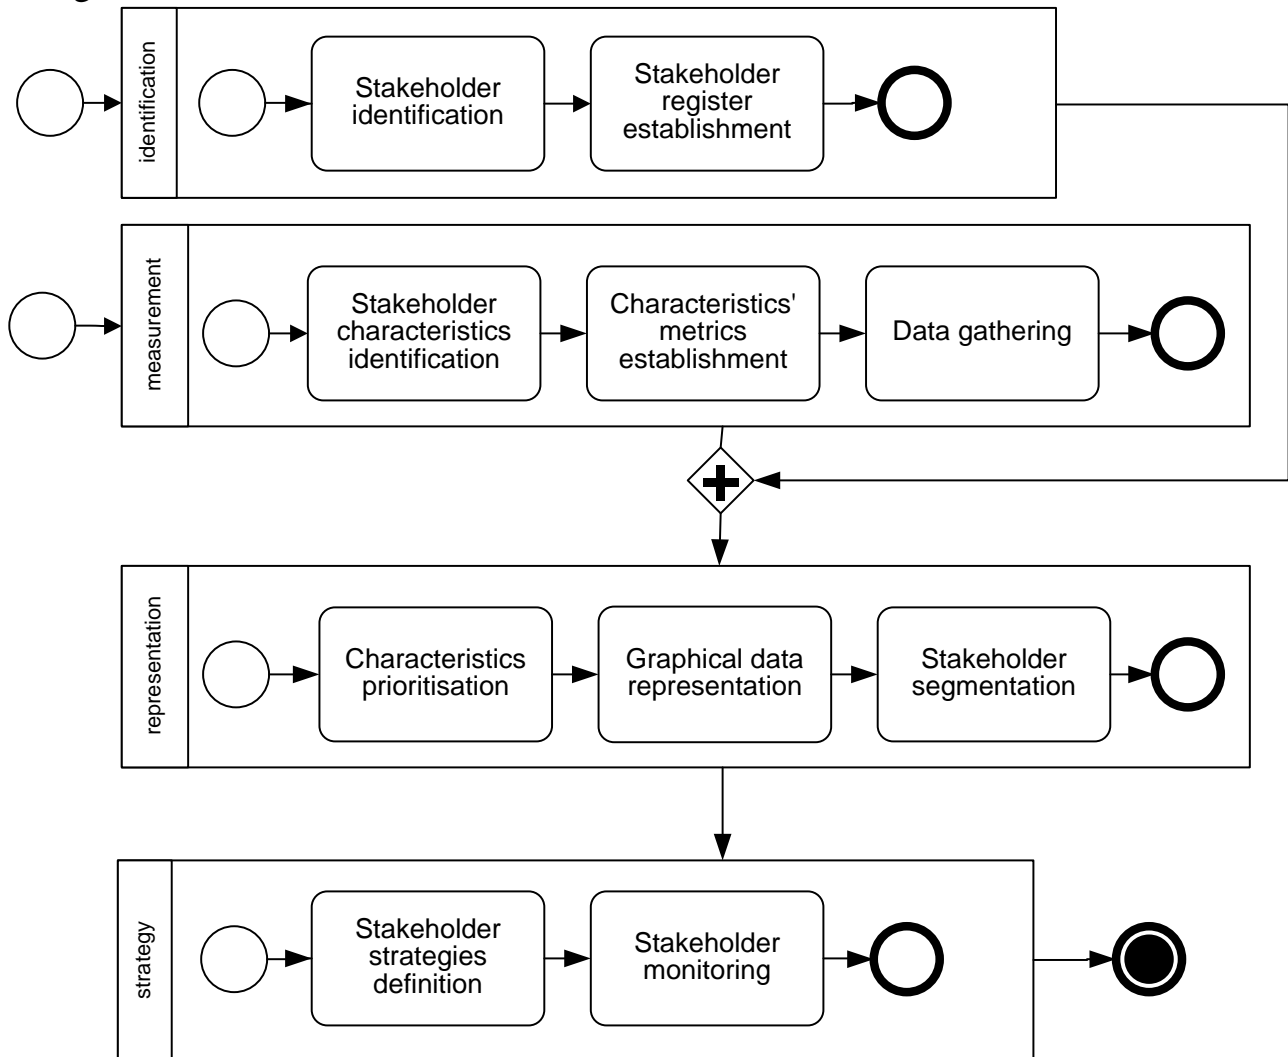 identification
Stakeholder
identification
Stakeholder
register
establishment
measurement
Stakeholder
characteristics
identification
Characteristics'
metrics
establishment
Data gathering
representation
Characteristics
prioritisation
Graphical data
representation
Stakeholder
segmentation
strategy
Stakeholder
strategies
definition
Stakeholder
monitoring